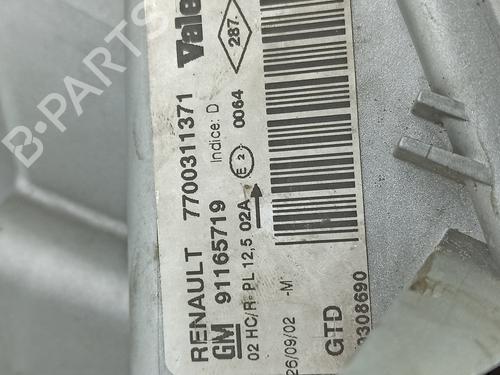 RENAULT 7700311371 Vale
GM 91165719 Indice: D 287.
02 HC/R- PL 12,5 02A E 2 0064
26/09/02 -M
GTD
0308690
B-PARTS